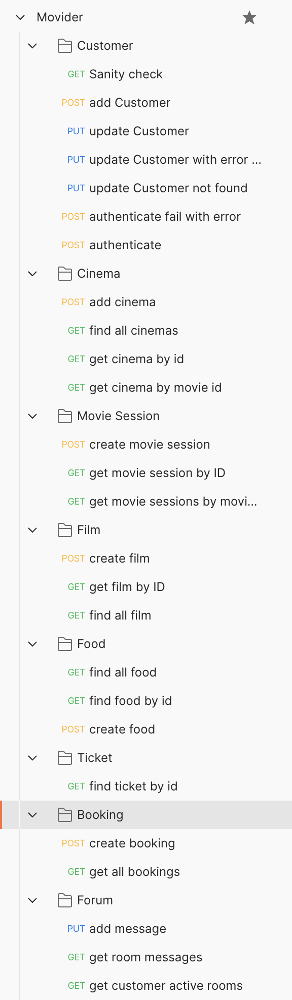 Movider
Customer
GET Sanity check
POST add Customer
PUT update Customer
PUT update Customer with error ...
PUT update Customer not found
POST authenticate fail with error
POST authenticate
Cinema
POST add cinema
GET find all cinemas
GET get cinema by id
GET get cinema by movie id
Movie Session
POST create movie session
GET get movie session by ID
GET get movie sessions by movi...
Film
POST create film
GET get film by ID
GET find all film
Food
GET find all food
GET find food by id
POST create food
Ticket
GET find ticket by id
Booking
POST create booking
GET get all bookings
Forum
PUT add message
GET get room messages
GET get customer active rooms